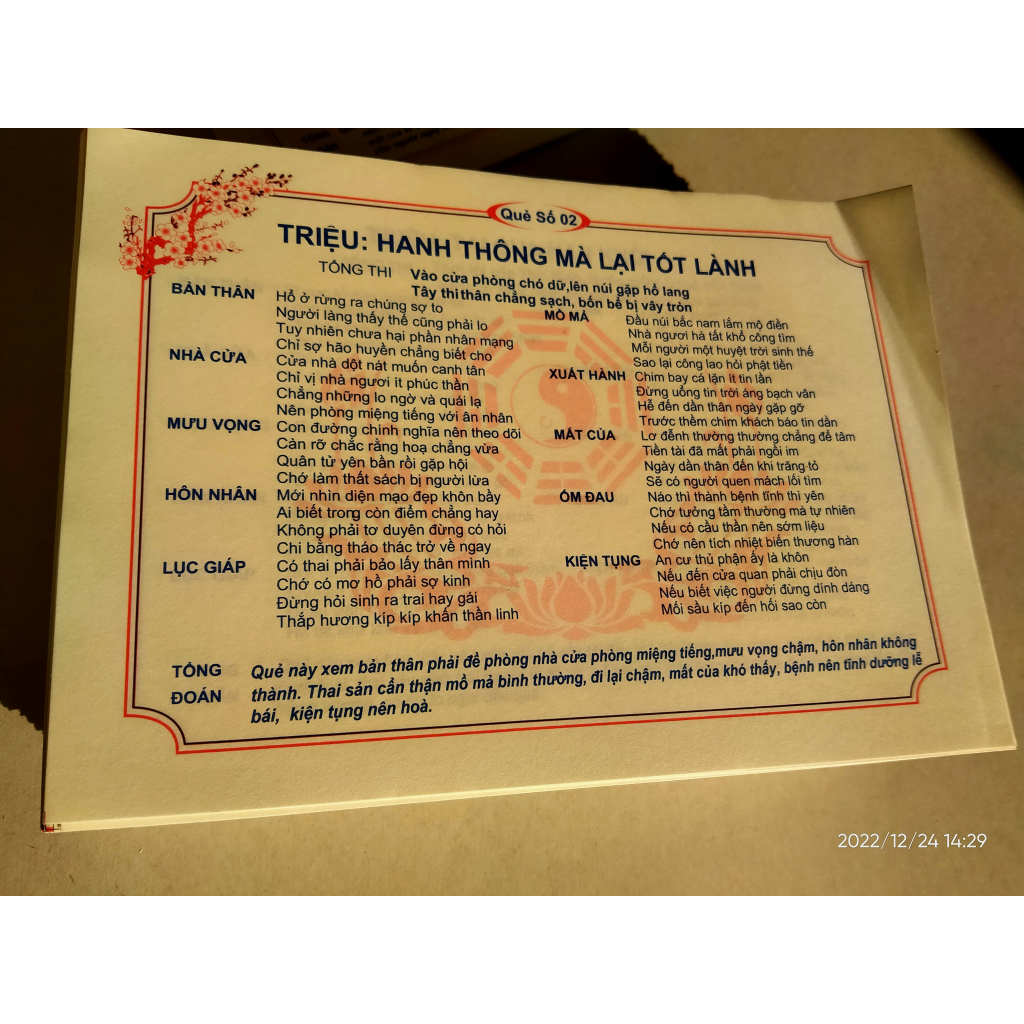 Quẻ Số 02
TRIỆU: HANH THÔNG MÀ LẠI TỐT LÀNH
TỔNG THI Vào cửa phòng chó dữ,lên núi gặp hổ lang
Tây thi thân chẳng sạch, bốn bề bị vây tròn
BẢN THÂN Hổ ở rừng ra chúng sợ to
Người làng thấy thế cũng phải lo
Tuy nhiên chưa hại phần nhân mạng
Chỉ sợ hão huyền chẳng biết cho
NHÀ CỬA Cửa nhà dột nát muốn canh tân
Chỉ vị nhà ngươi ít phúc thần
Chẳng những lo ngờ và quái lạ
Nên phòng miệng tiếng với ân nhân
MƯU VỌNG Con đường chính nghĩa nên theo dõi
Càn rỡ chắc rằng hoạ chẳng vừa
Quân tử yên bần rồi gặp hội
Chớ làm thất sách bị người lừa
HÔN NHÂN Mới nhìn diện mạo đẹp khôn bầy
Ai biết trong còn điểm chẳng hay
Không phải tơ duyên đừng có hỏi
Chi bằng tháo thác trở về ngay
LỤC GIÁP Có thai phải bảo lấy thân mình
Chớ có mơ hồ phải sợ kinh
Đừng hỏi sinh ra trai hay gái
Thắp hương kíp kíp khấn thần linh
MỒ MẢ Đầu núi bắc nam lắm mộ điền
Nhà ngươi hà tất khổ công tìm
Mỗi người một huyệt trời sinh thế
Sao lại công lao hỏi phật tiền
XUẤT HÀNH Chim bay cá lặn ít tin lần
Đừng uổng tin trời áng bạch vân
Hễ đến dần thân ngày gặp gỡ
Trước thềm chim khách báo tin dần
MẤT CỦA Lơ đễnh thường thường chẳng để tâm
Tiền tài đã mất phải ngồi im
Ngày dần thân đến khi trăng tỏ
Sẽ có người quen mách lối tìm
ỐM ĐAU Náo thì thành bệnh tĩnh thì yên
Chớ tưởng tầm thường mà tự nhiên
Nếu có cầu thần nên sớm liệu
Chớ nên tích nhiệt biến thương hàn
KIỆN TỤNG An cư thủ phận ấy là khôn
Nếu đến cửa quan phải chịu đòn
Nếu biết việc người đừng dính dáng
Mối sầu kíp đến hối sao còn
TỔNG ĐOÁN Quẻ này xem bản thân phải đề phòng nhà cửa phòng miệng tiếng,mưu vọng chậm, hôn nhân không
thành. Thai sản cẩn thận mồ mả bình thường, đi lại chậm, mất của khó thấy, bệnh nên tĩnh dưỡng lễ
bái, kiện tụng nên hoà.
2022/12/24 14:29